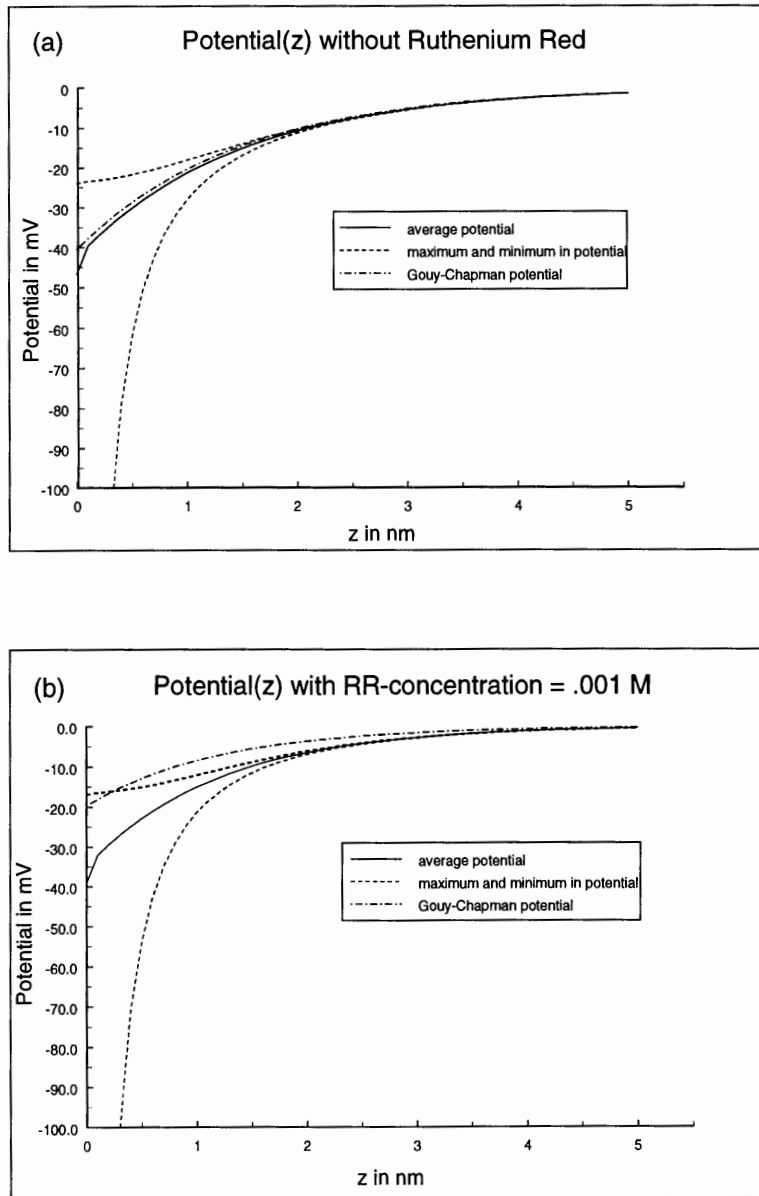 (a) Potential(z) without Ruthenium Red
0
-10
-20
-30
-40
-50
-60
-70
-80
-90
-100
Potential in mV
average potential
maximum and minimum in potential
Gouy-Chapman potential
0 1 2 3 4 5
z in nm
(b) Potential(z) with RR-concentration = .001 M
0.0
-10.0
-20.0
-30.0
-40.0
-50.0
-60.0
-70.0
-80.0
-90.0
-100.0
Potential in mV
average potential
maximum and minimum in potential
Gouy-Chapman potential
0 1 2 3 4 5
z in nm